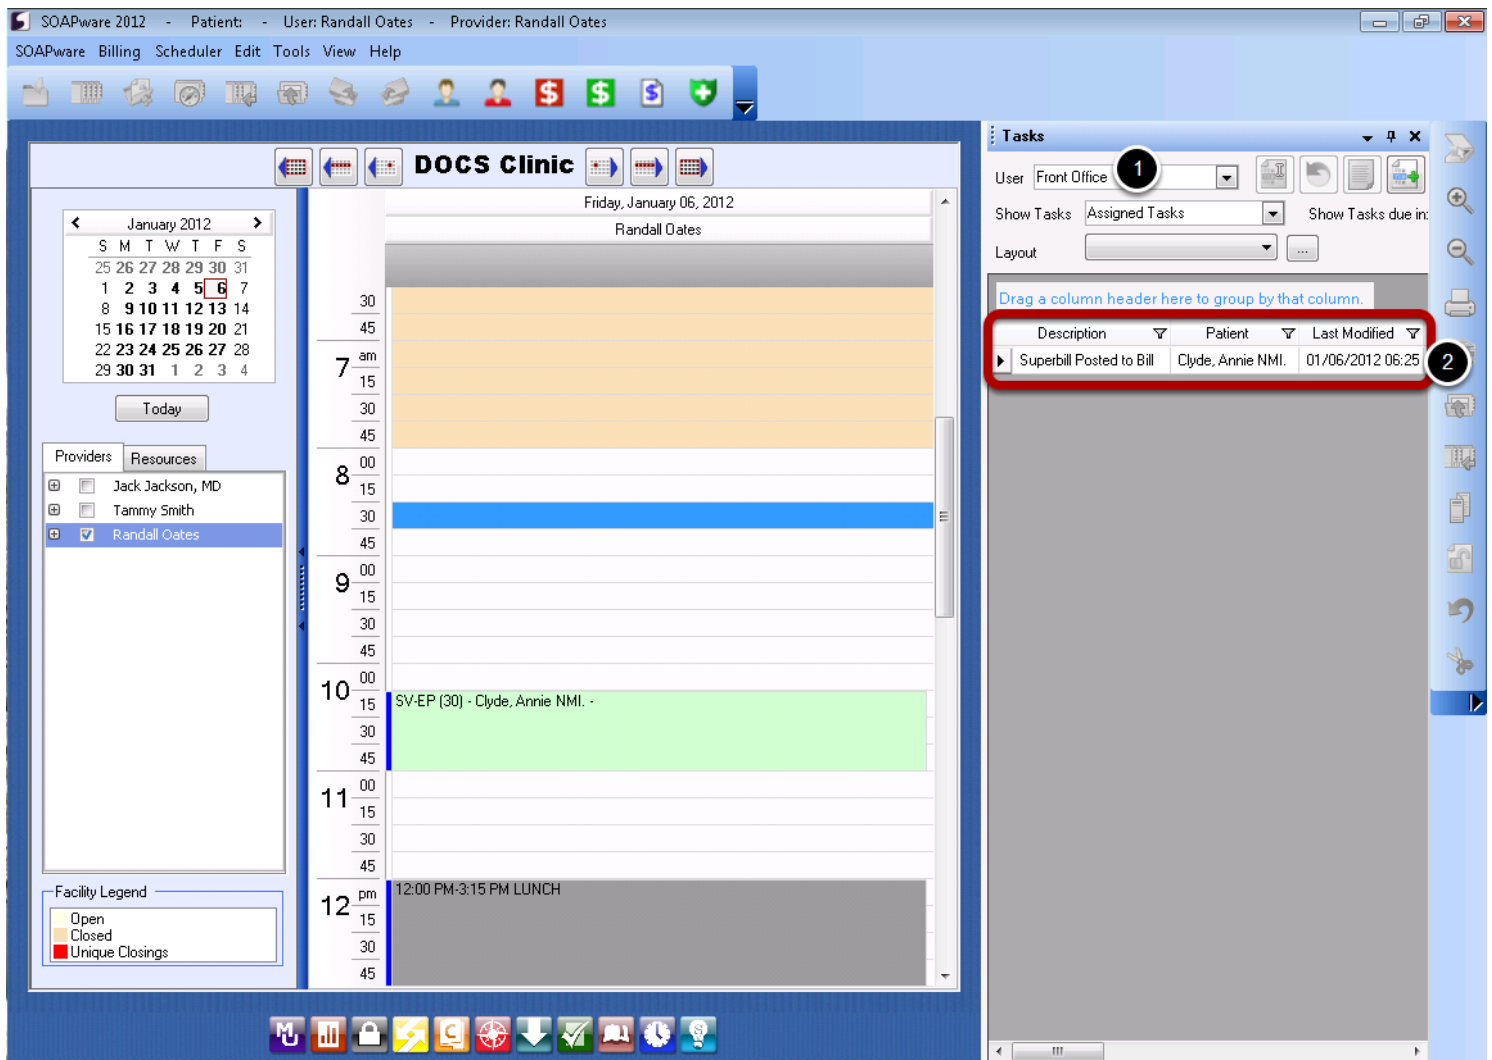 SOAPware 2012 - Patient: - User: Randall Oates - Provider: Randall Oates
SOAPware Billing Scheduler Edit Tools View Help
DOCS Clinic
January 2012
S M T W T F S
25 26 27 28 29 30 31
1 2 3 4 5 6 7
8 9 10 11 12 13 14
15 16 17 18 19 20 21
22 23 24 25 26 27 28
29 30 31 1 2 3 4
Today
Providers Resources
Jack Jackson, MD
Tammy Smith
Randall Oates
Facility Legend
Open
Closed
Unique Closings
Friday, January 06, 2012
Randall Oates
30
45
7 am
15
30
45
8 00
15
30
45
9 00
15
30
45
10 00
15 SV-EP (30) - Clyde, Annie NMI. -
30
45
11 00
15
30
45
12 pm 12:00 PM-3:15 PM LUNCH
15
30
45
Tasks
User Front Office 1
Show Tasks Assigned Tasks Show Tasks due in:
Layout ...
Drag a column header here to group by that column.
Description Patient Last Modified
Superbill Posted to Bill Clyde, Annie NMI. 01/06/2012 06:25 2
MU